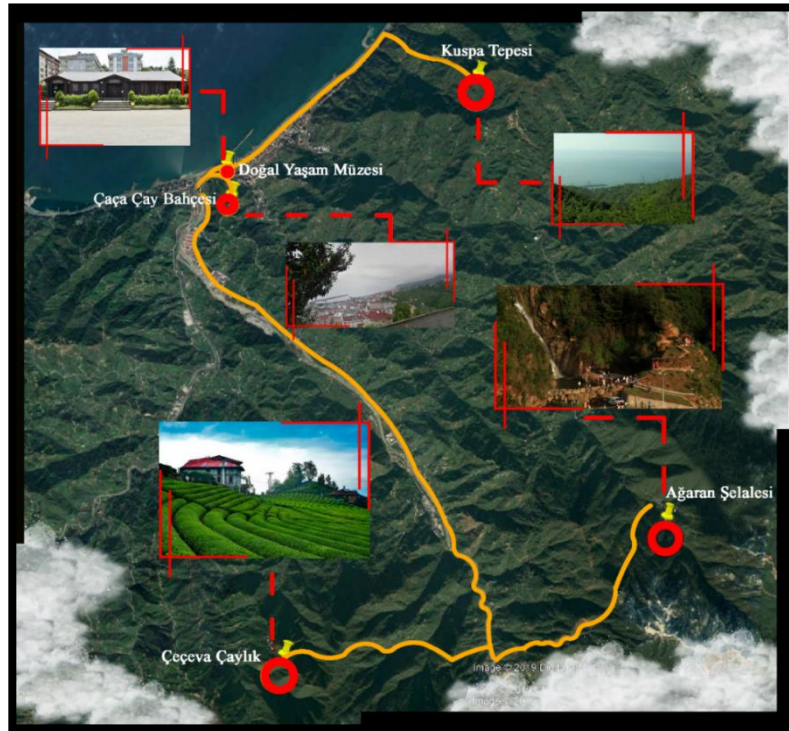 Kuspa Tepesi
Doğal Yaşam Müzesi
Çaça Çay Bahçesi
Ağaran Şelalesi
Çeçeva Çaylık
Image © 2019